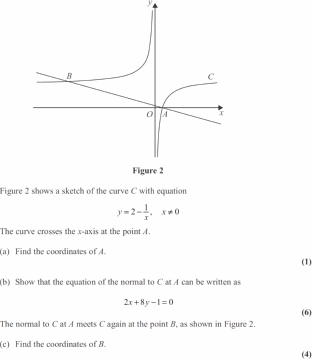 y
B
C
O
A
x
Figure 2
Figure 2 shows a sketch of the curve C with equation
y = 2 − 1/x, x ≠ 0
The curve crosses the x-axis at the point A.
(a) Find the coordinates of A.
(1)
(b) Show that the equation of the normal to C at A can be written as
2x + 8y − 1 = 0
(6)
The normal to C at A meets C again at the point B, as shown in Figure 2.
(c) Find the coordinates of B.
(4)